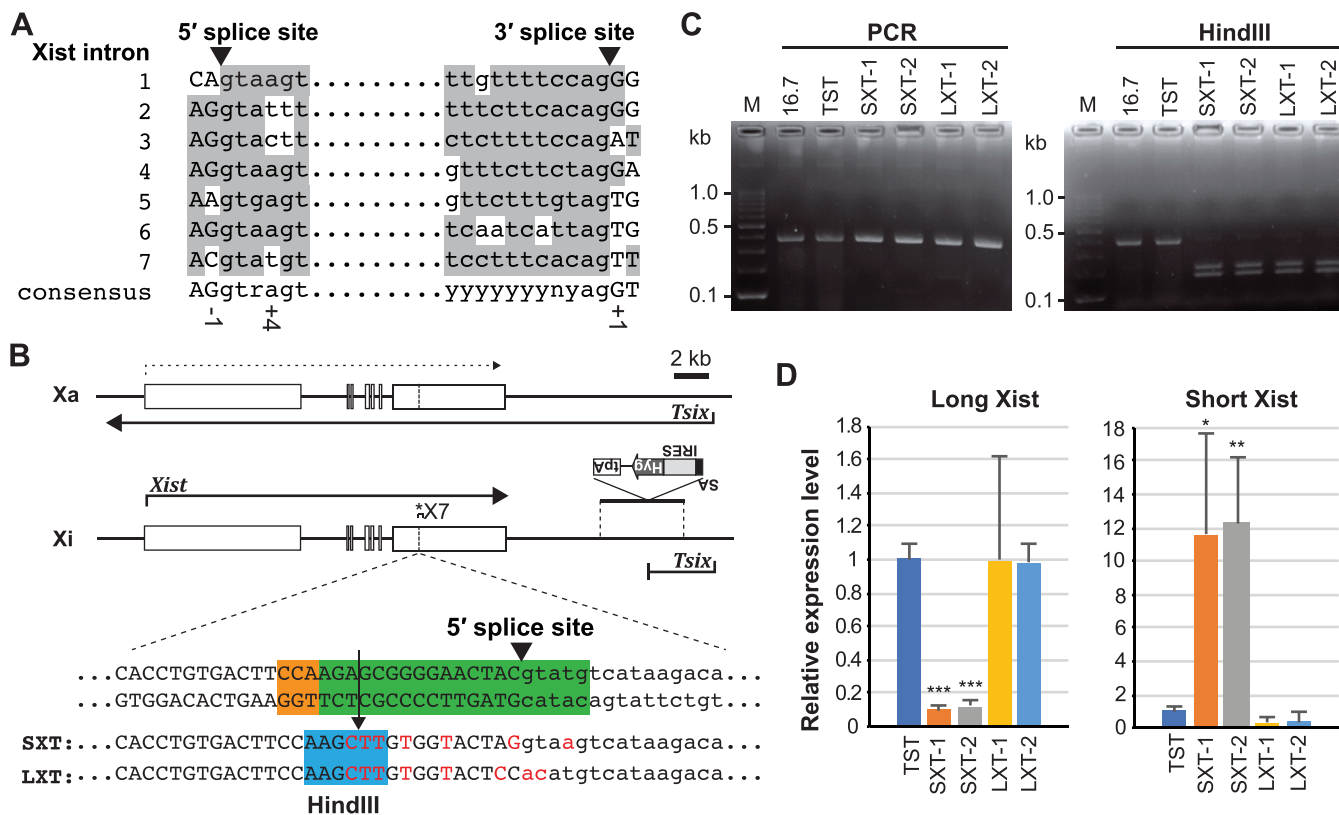 A
5′ splice site
3′ splice site
Xist intron
1 CAgtaagt.........ttgttttccagGG
2 AGgtattt.........tttcttcacagGG
3 AGgtactt.........ctcttttccagAT
4 AGgtaagt.........gtttcttctagGA
5 AAgtgagt.........gttctttgtagTG
6 AGgtaagt.........tcaatcattagTG
7 ACgtatgt.........tcctttcacagTT
consensus AGgtragt.........yyyyyyynyagGT
-1 +4 +1
B
2 kb
Xa
Tsix
tpA Hyg IRES SA
Xist
*X7
Xi
Tsix
5′ splice site
...CACCTGTGACTTCCAAGAGCGGGGAACTACgtatgtcataagaca...
...GTGGACACTGAAGGTTCTCGCCCCTTGATGcatacagtattctgt...
SXT:...CACCTGTGACTTCCAAGCTTGTGGTACTAGgtaagtcataagaca...
LXT:...CACCTGTGACTTCCAAGCTTGTGGTACTCCacatgtcataagaca...
HindIII
C
PCR
M 16.7 TST SXT-1 SXT-2 LXT-1 LXT-2
kb
1.0
0.5
0.1
HindIII
M 16.7 TST SXT-1 SXT-2 LXT-1 LXT-2
kb
1.0
0.5
0.1
D
Long Xist
Relative expression level
1.8
1.6
1.4
1.2
1
0.8
0.6
0.4
0.2
0
*** ***
TST SXT-1 SXT-2 LXT-1 LXT-2
Short Xist
18
16
14
12
10
8
6
4
2
0
* **
TST SXT-1 SXT-2 LXT-1 LXT-2